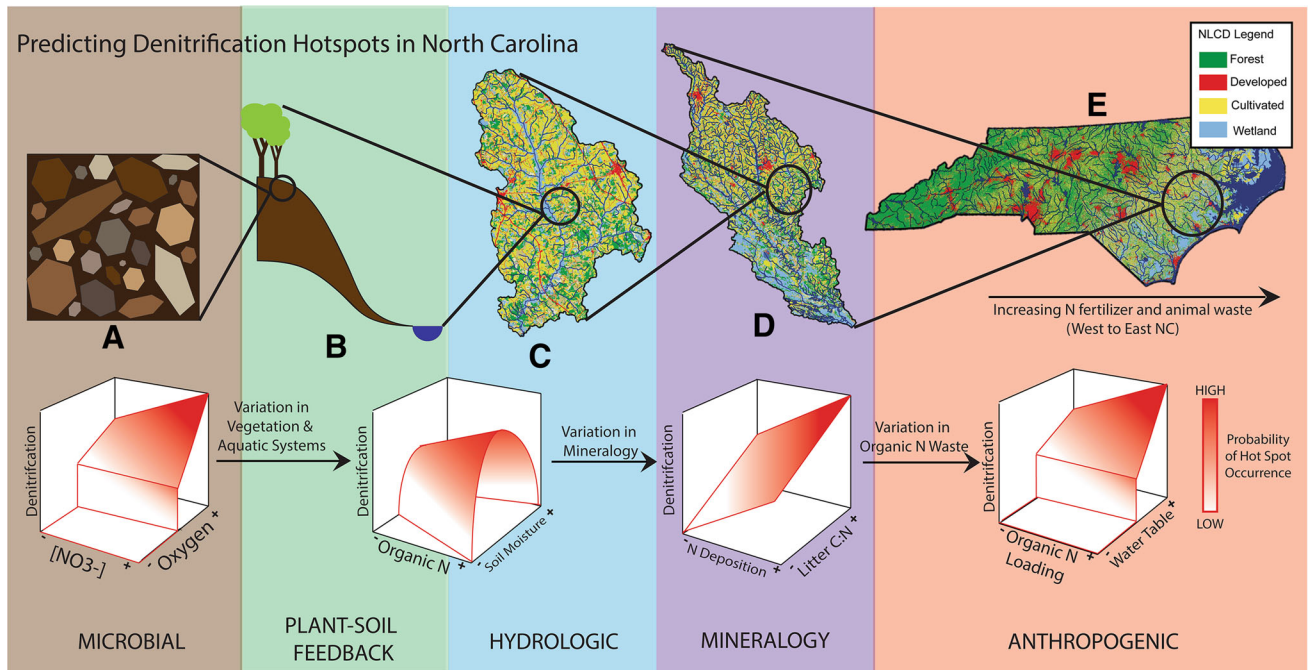 Predicting Denitrification Hotspots in North Carolina
NLCD Legend
Forest
Developed
Cultivated
Wetland
A
B
C
D
E
Increasing N fertilizer and animal waste
(West to East NC)
Denitrifcation
-
[NO3-]
+
-
Oxygen
+
Variation in
Vegetation &
Aquatic Systems
Denitrifcation
-
Organic N
+
-
Soil Moisture
+
Variation in
Mineralogy
Denitrifcation
-
N Deposition
+
-
Litter C:N
+
Variation in
Organic N Waste
Denitrifcation
-
Organic N
Loading
+
-
Water Table
+
HIGH
Probability
of Hot Spot
Occurrence
LOW
MICROBIAL
PLANT-SOIL
FEEDBACK
HYDROLOGIC
MINERALOGY
ANTHROPOGENIC